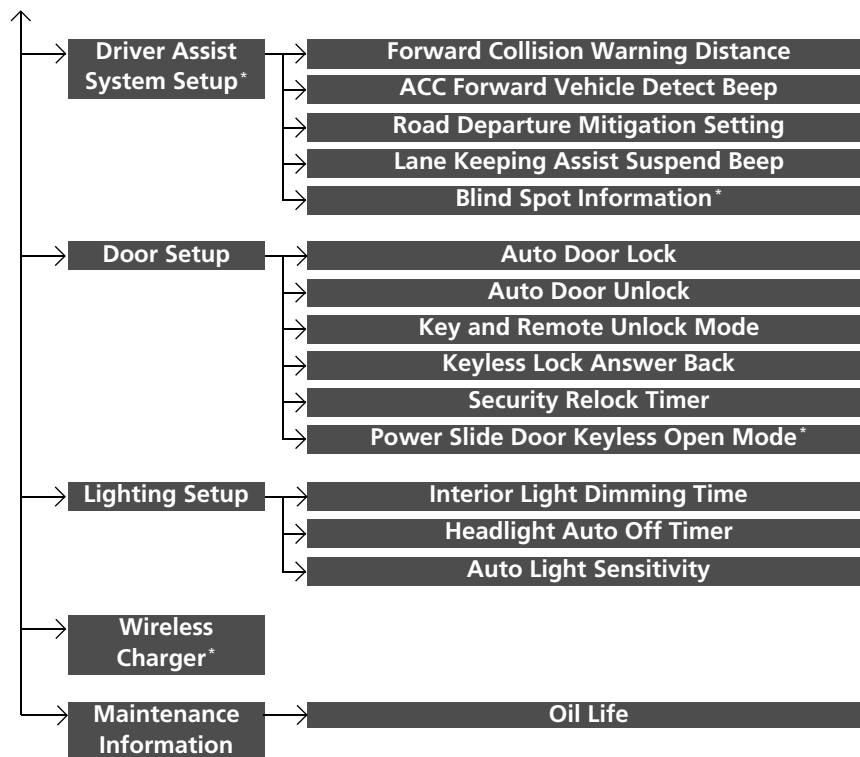 Driver Assist
System Setup*
Forward Collision Warning Distance
ACC Forward Vehicle Detect Beep
Road Departure Mitigation Setting
Lane Keeping Assist Suspend Beep
Blind Spot Information*
Door Setup
Auto Door Lock
Auto Door Unlock
Key and Remote Unlock Mode
Keyless Lock Answer Back
Security Relock Timer
Power Slide Door Keyless Open Mode*
Lighting Setup
Interior Light Dimming Time
Headlight Auto Off Timer
Auto Light Sensitivity
Wireless
Charger*
Maintenance
Information
Oil Life